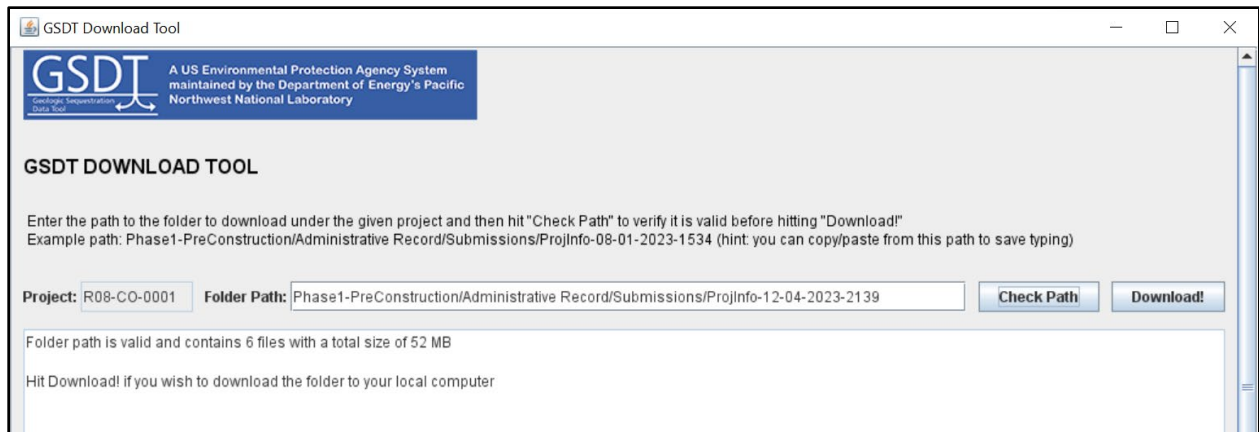 GSDT Download Tool
GSDT
Geologic Sequestration
Data Tool
A US Environmental Protection Agency System
maintained by the Department of Energy's Pacific
Northwest National Laboratory
GSDT DOWNLOAD TOOL
Enter the path to the folder to download under the given project and then hit "Check Path" to verify it is valid before hitting "Download!"
Example path: Phase1-PreConstruction/Administrative Record/Submissions/ProjInfo-08-01-2023-1534 (hint: you can copy/paste from this path to save typing)
Project: R08-CO-0001 Folder Path: Phase1-PreConstruction/Administrative Record/Submissions/ProjInfo-12-04-2023-2139 Check Path Download!
Folder path is valid and contains 6 files with a total size of 52 MB
Hit Download! if you wish to download the folder to your local computer